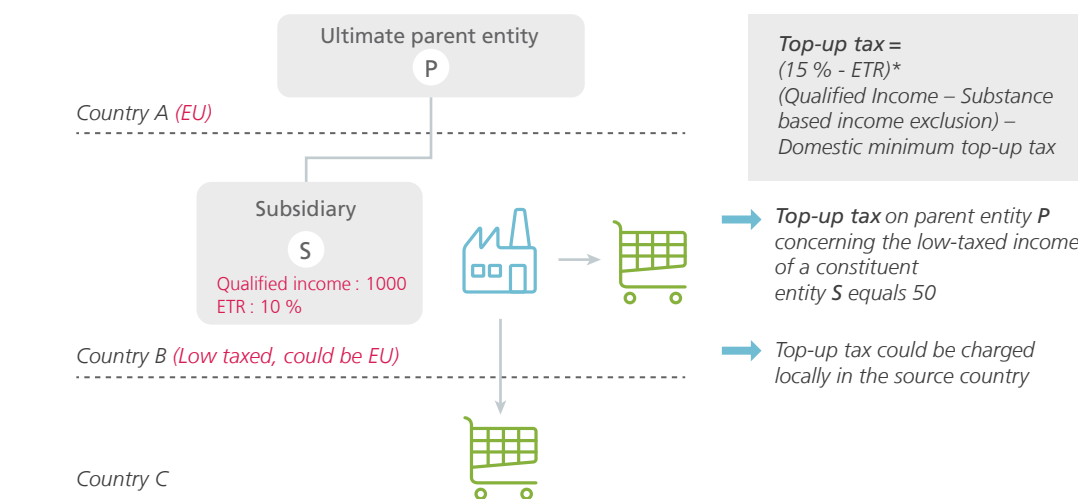 Ultimate parent entity
P
Country A (EU)
Subsidiary
S
Qualified income : 1000
ETR : 10 %
Country B (Low taxed, could be EU)
Country C
Top-up tax =
(15 % - ETR)*
(Qualified Income – Substance
based income exclusion) –
Domestic minimum top-up tax
Top-up tax on parent entity P
concerning the low-taxed income
of a constituent
entity S equals 50
Top-up tax could be charged
locally in the source country